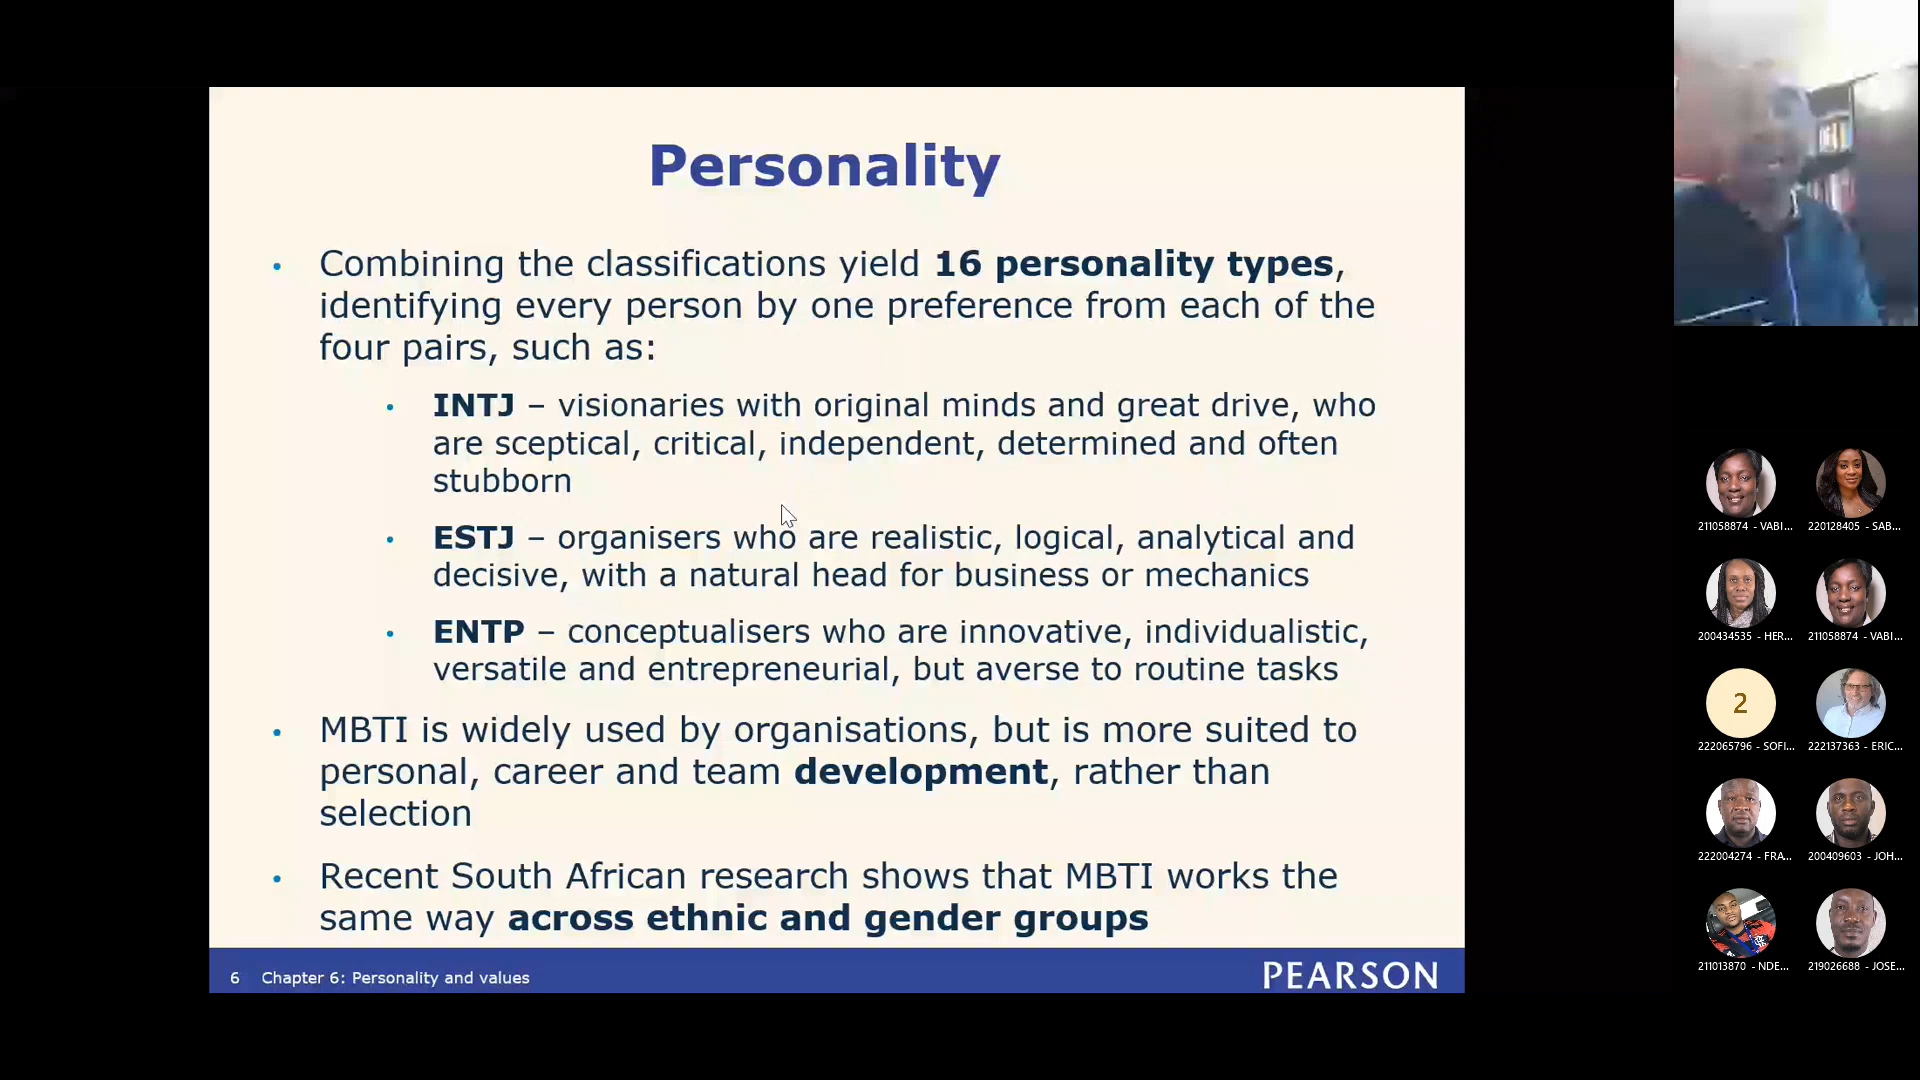 Personality
• Combining the classifications yield 16 personality types,
identifying every person by one preference from each of the
four pairs, such as:
• INTJ – visionaries with original minds and great drive, who
are sceptical, critical, independent, determined and often
stubborn
• ESTJ – organisers who are realistic, logical, analytical and
decisive, with a natural head for business or mechanics
• ENTP – conceptualisers who are innovative, individualistic,
versatile and entrepreneurial, but averse to routine tasks
• MBTI is widely used by organisations, but is more suited to
personal, career and team development, rather than
selection
• Recent South African research shows that MBTI works the
same way across ethnic and gender groups
6 Chapter 6: Personality and values
PEARSON
211058874 - VABI...
220128405 - SAB...
200434535 - HER...
211058874 - VABI...
2
222065796 - SOFI...
222137363 - ERIC...
222004274 - FRA...
200409603 - JOH...
211013870 - NDE...
219026688 - JOSE...